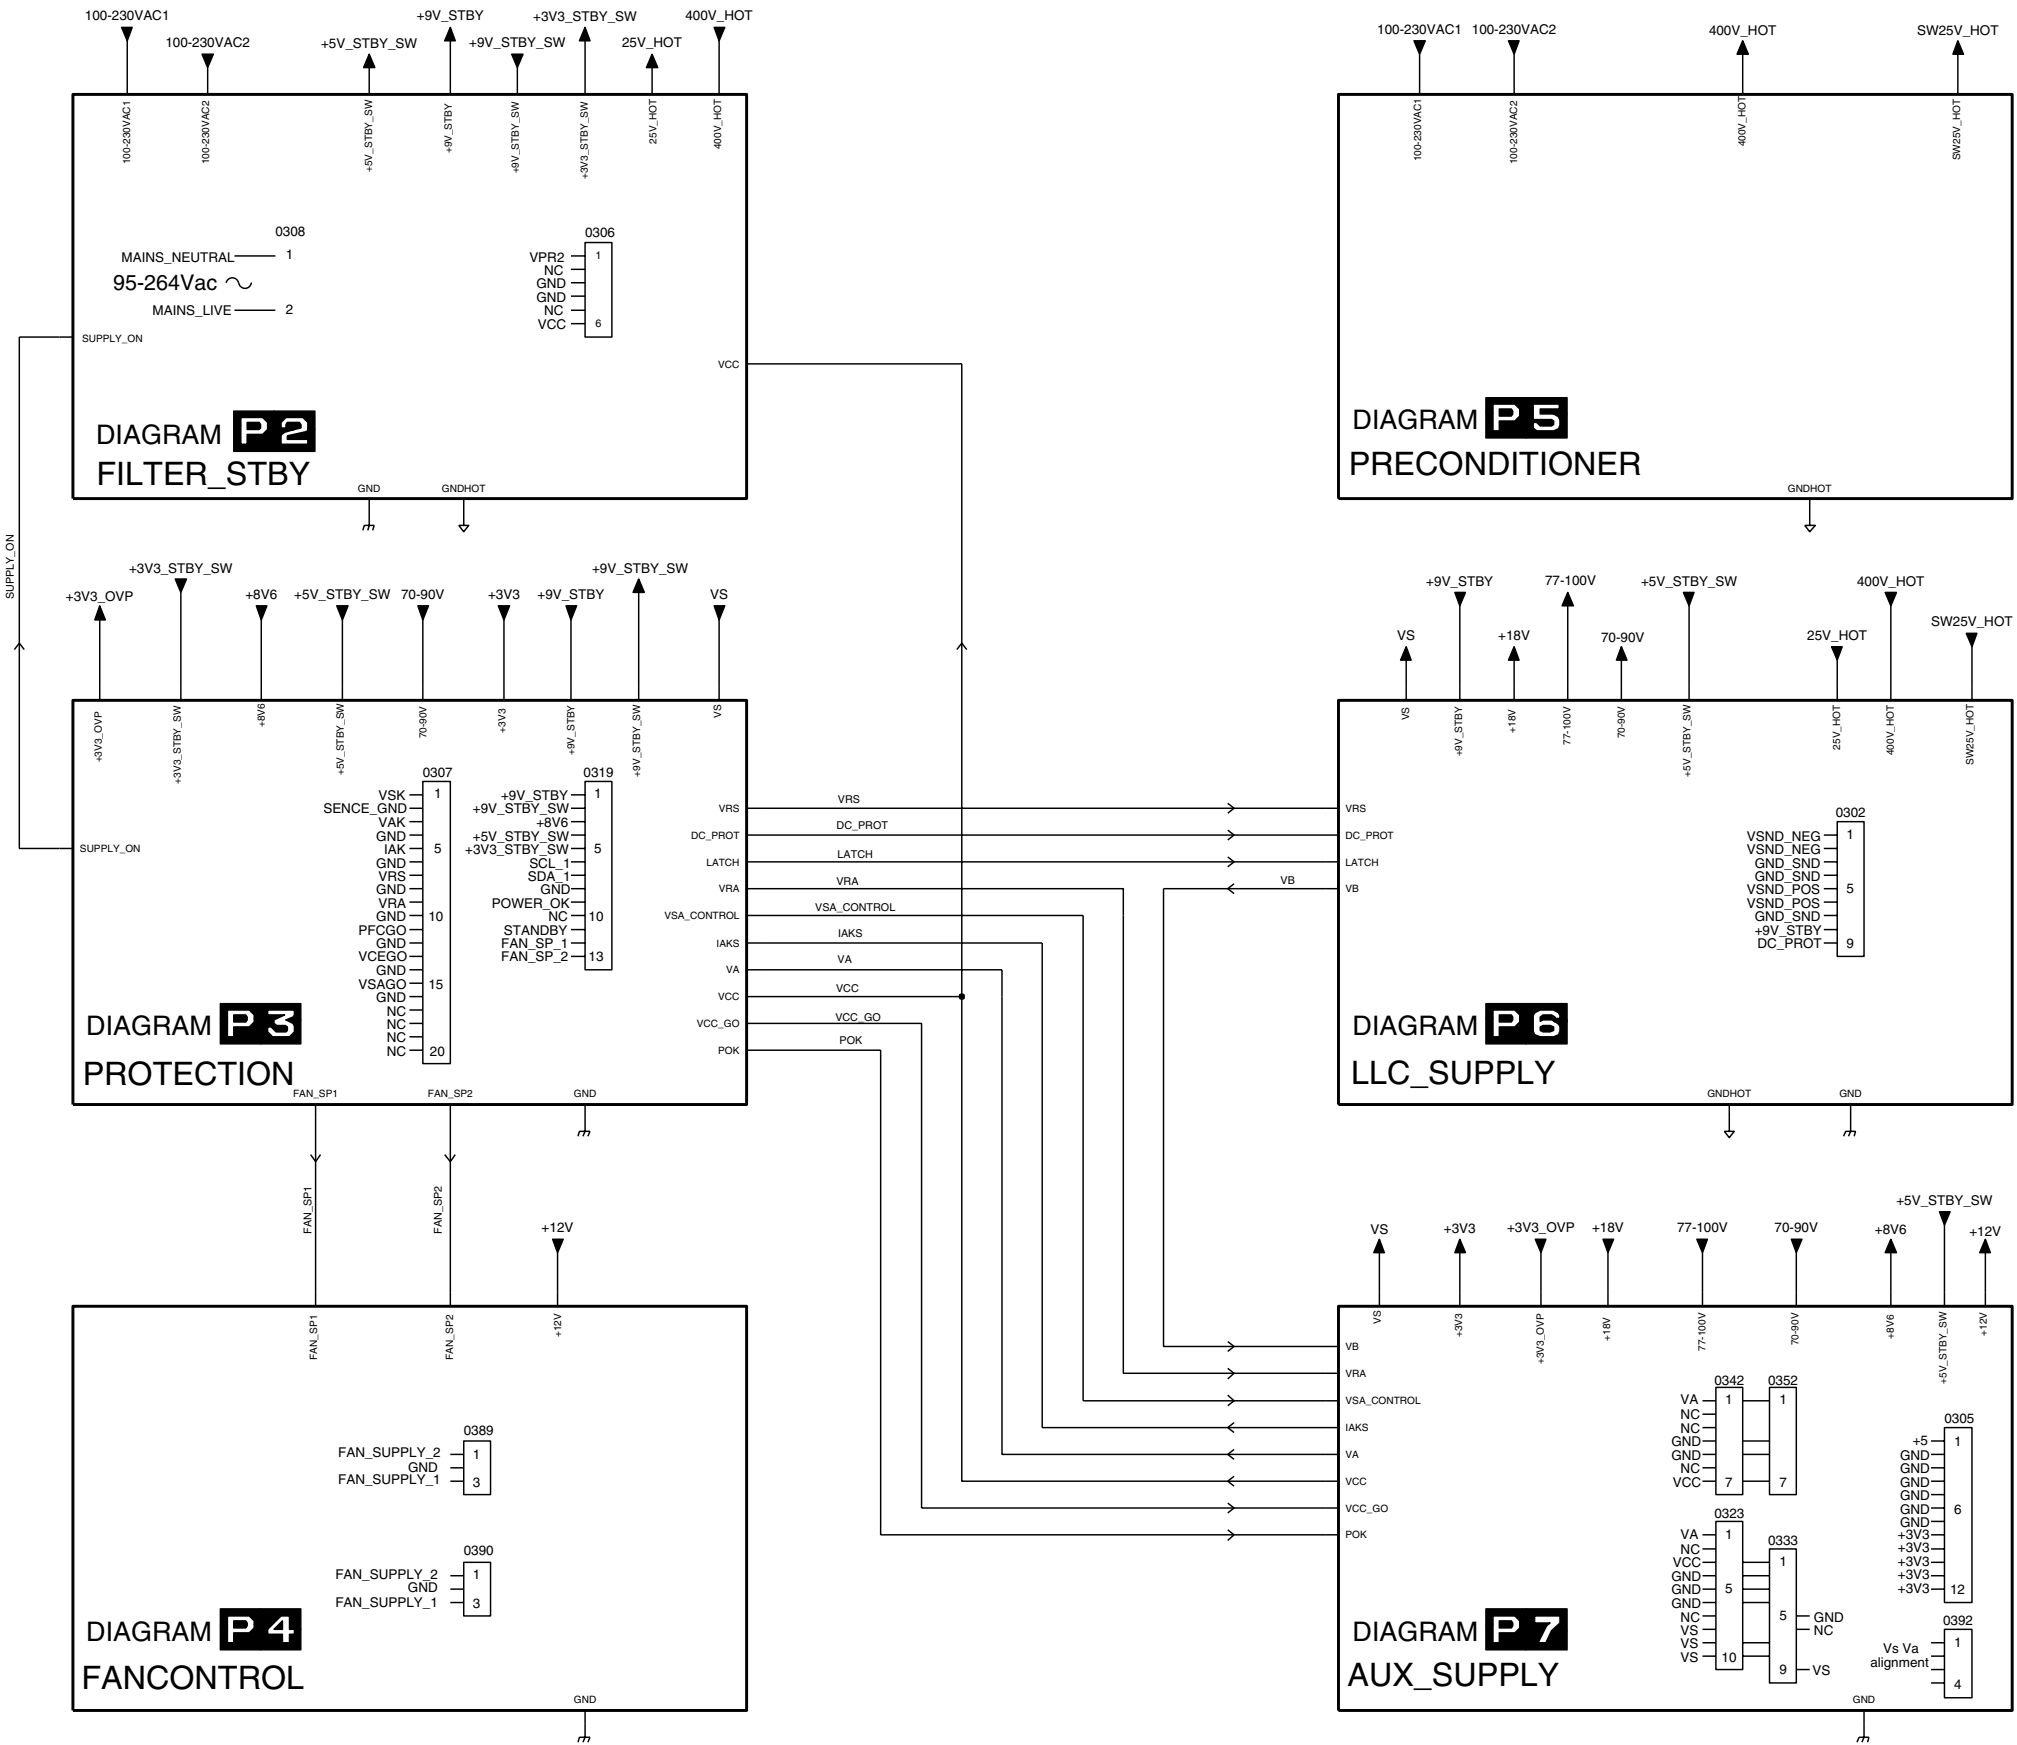 100-230VAC1
100-230VAC2
+5V_STBY_SW
+9V_STBY
+9V_STBY_SW
+3V3_STBY_SW
25V_HOT
400V_HOT
100-230VAC1
100-230VAC2
+5V_STBY_SW
+9V_STBY
+9V_STBY_SW
+3V3_STBY_SW
25V_HOT
400V_HOT
0308
MAINS_NEUTRAL 1
95-264Vac
MAINS_LIVE 2
0306
VPR2 1
NC
GND
GND
NC
VCC 6
SUPPLY_ON
VCC
DIAGRAM P 2
FILTER_STBY
GND
GNDHOT
100-230VAC1
100-230VAC2
400V_HOT
SW25V_HOT
100-230VAC1
100-230VAC2
400V_HOT
SW25V_HOT
DIAGRAM P 5
PRECONDITIONER
GNDHOT
SUPPLY_ON
+3V3_OVP
+3V3_STBY_SW
+8V6
+5V_STBY_SW
70-90V
+3V3
+9V_STBY
+9V_STBY_SW
VS
+3V3_OVP
+3V3_STBY_SW
+8V6
+5V_STBY_SW
70-90V
+3V3
+9V_STBY
+9V_STBY_SW
VS
0307
VSK 1
SENCE_GND
VAK
GND
IAK 5
GND
VRS
GND
VRA
GND 10
PFCGO
GND
VCEGO
GND
VSAGO 15
GND
NC
NC
NC
NC 20
0319
+9V_STBY 1
+9V_STBY_SW
+8V6
+5V_STBY_SW
+3V3_STBY_SW 5
SCL_1
SDA_1
GND
POWER_OK
NC 10
STANDBY
FAN_SP_1
FAN_SP_2 13
SUPPLY_ON
VRS
DC_PROT
LATCH
VRA
VSA_CONTROL
IAKS
VA
VCC
VCC_GO
POK
DIAGRAM P 3
PROTECTION
FAN_SP1
FAN_SP2
GND
VRS
DC_PROT
LATCH
VRA
VSA_CONTROL
IAKS
VA
VCC
VCC_GO
POK
VB
VS
+9V_STBY
+18V
77-100V
70-90V
+5V_STBY_SW
25V_HOT
400V_HOT
SW25V_HOT
VS
+9V_STBY
+18V
77-100V
70-90V
+5V_STBY_SW
25V_HOT
400V_HOT
SW25V_HOT
VRS
DC_PROT
LATCH
VB
0302
VSND_NEG 1
VSND_NEG
GND_SND
GND_SND
VSND_POS 5
VSND_POS
GND_SND
+9V_STBY
DC_PROT 9
DIAGRAM P 6
LLC_SUPPLY
GNDHOT
GND
FAN_SP1
FAN_SP2
+12V
FAN_SP1
FAN_SP2
+12V
0389
FAN_SUPPLY_2 1
GND
FAN_SUPPLY_1 3
0390
FAN_SUPPLY_2 1
GND
FAN_SUPPLY_1 3
DIAGRAM P 4
FANCONTROL
GND
VS
+3V3
+3V3_OVP
+18V
77-100V
70-90V
+8V6
+5V_STBY_SW
+12V
VS
+3V3
+3V3_OVP
+18V
77-100V
70-90V
+8V6
+5V_STBY_SW
+12V
VB
VRA
VSA_CONTROL
IAKS
VA
VCC
VCC_GO
POK
0342 0352
VA 1 1
NC
NC
GND
GND
NC
VCC 7 7
0323
VA 1
NC
VCC
GND
GND 5
GND
NC
VS
VS
VS 10
0333
1
5 GND
NC
9 VS
0305
+5 1
GND
GND
GND
GND
GND 6
GND
+3V3
+3V3
+3V3
+3V3
+3V3 12
0392
1
Vs Va
alignment
4
DIAGRAM P 7
AUX_SUPPLY
GND